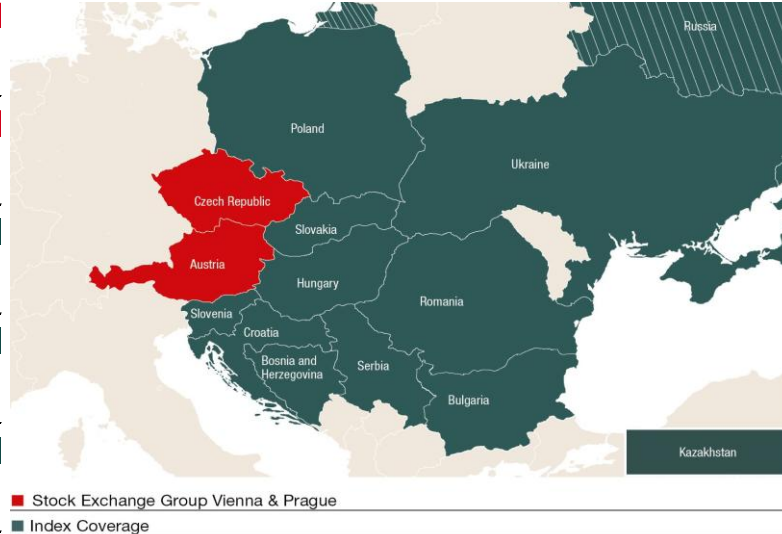 Russia
Poland
Ukraine
Czech Republic
Slovakia
Austria
Hungary
Romania
Slovenia
Croatia
Bosnia and
Herzegovina
Serbia
Bulgaria
Kazakhstan
Stock Exchange Group Vienna & Prague
Index Coverage